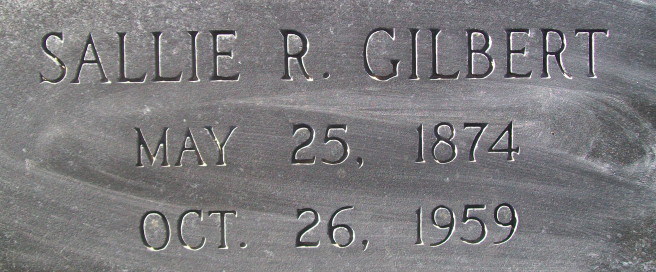 SALLIE R. GILBERT
MAY 25, 1874
OCT. 26, 1959